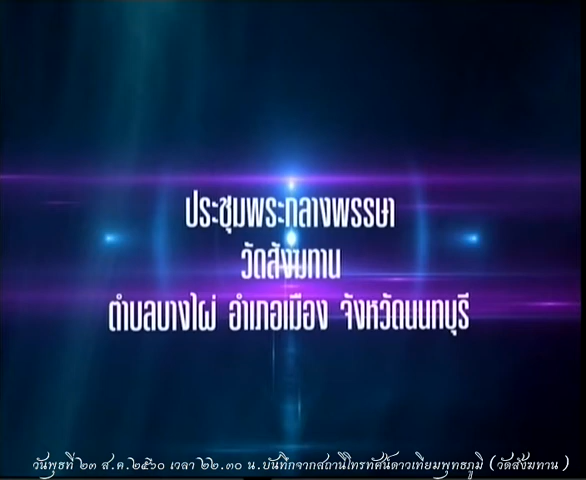 ประชุมพระกลางพรรษา
วัดสังฆทาน
ตำบลบางไผ่ อำเภอเมือง จังหวัดนนทบุรี
วันพุธที่ ๒๓ ส.ค.๒๕๖๐ เวลา ๒๒.๓๐ น.บันทึกจากสถานีโทรทัศน์ดาวเทียมพุทธภูมิ (วัดสังฆทาน)